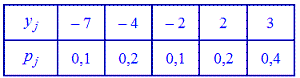 y_j – 7 – 4 – 2 2 3
p_j 0,1 0,2 0,1 0,2 0,4